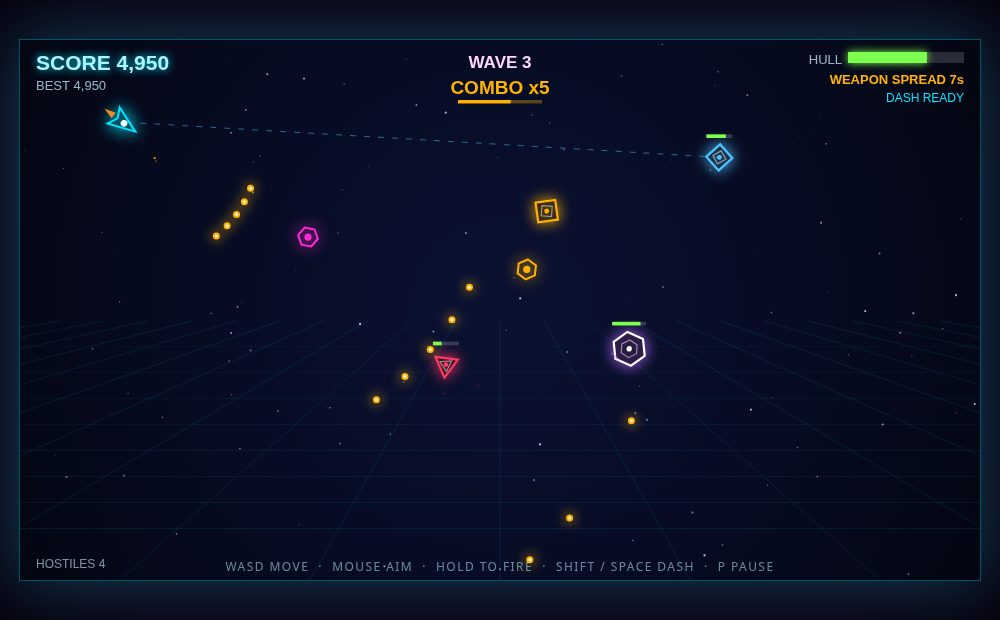 SCORE 4,950
BEST 4,950
WAVE 3
COMBO x5
HULL
WEAPON SPREAD 7s
DASH READY
HOSTILES 4
WASD MOVE · MOUSE AIM · HOLD TO FIRE · SHIFT / SPACE DASH · P PAUSE